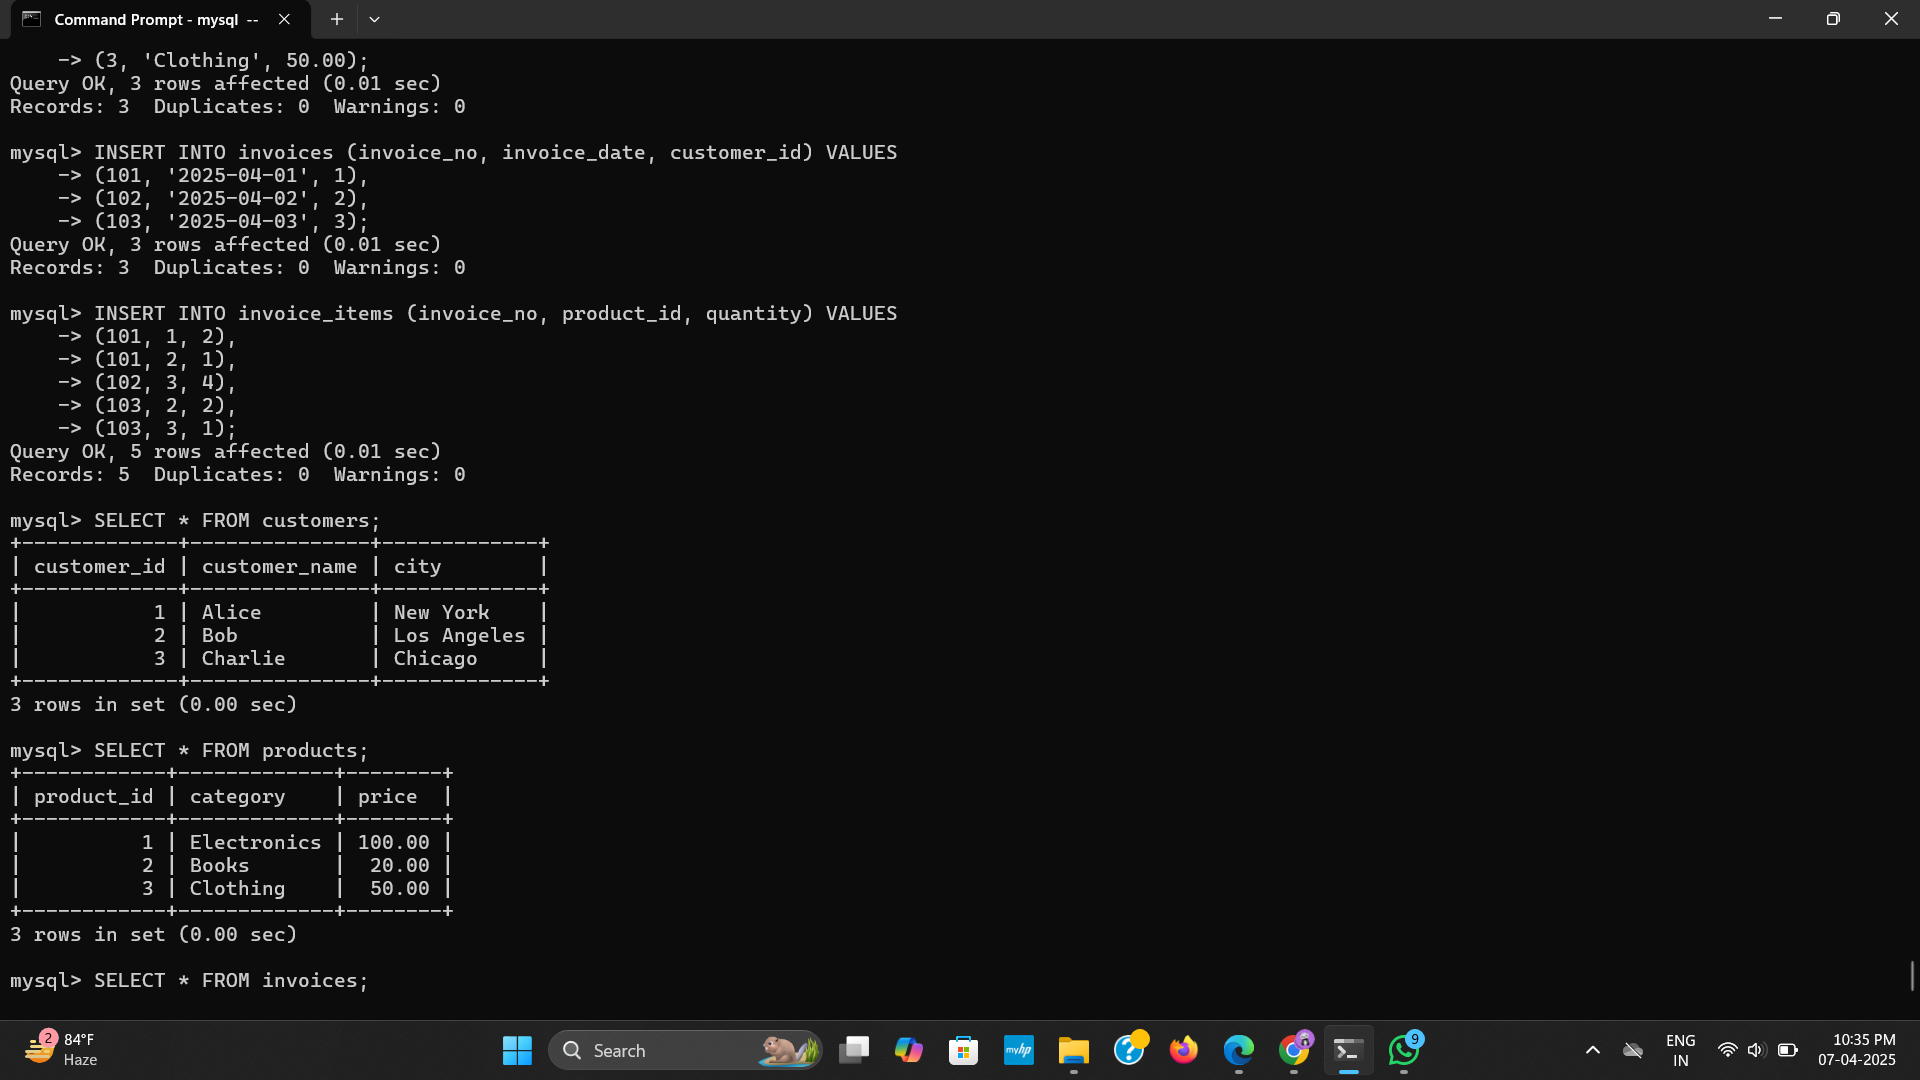 Command Prompt - mysql --
    -> (3, 'Clothing', 50.00);
Query OK, 3 rows affected (0.01 sec)
Records: 3  Duplicates: 0  Warnings: 0
mysql> INSERT INTO invoices (invoice_no, invoice_date, customer_id) VALUES
    -> (101, '2025-04-01', 1),
    -> (102, '2025-04-02', 2),
    -> (103, '2025-04-03', 3);
Query OK, 3 rows affected (0.01 sec)
Records: 3  Duplicates: 0  Warnings: 0
mysql> INSERT INTO invoice_items (invoice_no, product_id, quantity) VALUES
    -> (101, 1, 2),
    -> (101, 2, 1),
    -> (102, 3, 4),
    -> (103, 2, 2),
    -> (103, 3, 1);
Query OK, 5 rows affected (0.01 sec)
Records: 5  Duplicates: 0  Warnings: 0
mysql> SELECT * FROM customers;
+-------------+---------------+-------------+
| customer_id | customer_name | city        |
+-------------+---------------+-------------+
|           1 | Alice         | New York    |
|           2 | Bob           | Los Angeles |
|           3 | Charlie       | Chicago     |
+-------------+---------------+-------------+
3 rows in set (0.00 sec)
mysql> SELECT * FROM products;
+------------+-------------+--------+
| product_id | category    | price  |
+------------+-------------+--------+
|          1 | Electronics | 100.00 |
|          2 | Books       |  20.00 |
|          3 | Clothing    |  50.00 |
+------------+-------------+--------+
3 rows in set (0.00 sec)
mysql> SELECT * FROM invoices;
2
84°F
Haze
Search
myhp
9
ENG
IN
10:35 PM
07-04-2025